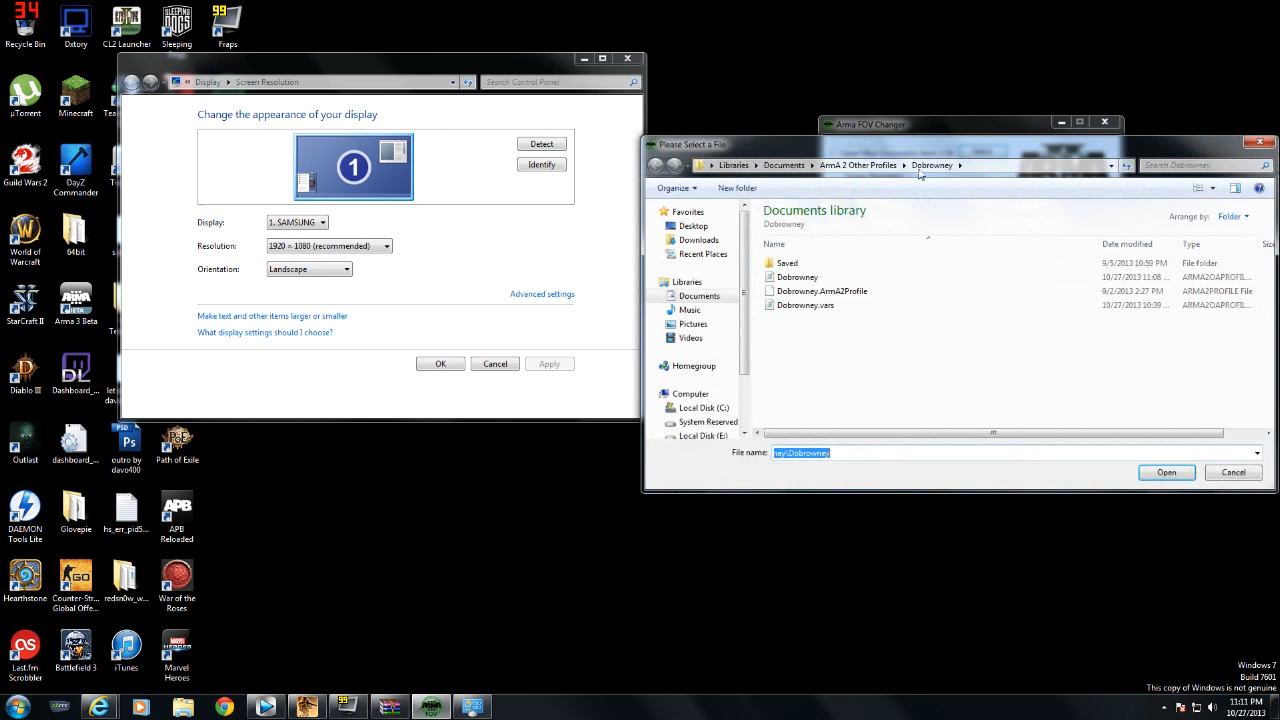 34
99
Recycle Bin
Dxtory
CL2 Launcher
Sleeping
Fraps
µTorrent
Minecraft
Guild Wars 2
DayZ Commander
World of Warcraft
64bit
StarCraft II
Arma 3 Beta
Diablo III
Dashboard_...
Outlast
dashboard_...
outro by davo400
Path of Exile
DAEMON Tools Lite
Glovepie
hs_err_pid5...
APB Reloaded
Hearthstone
Counter-Str... Global Offe...
redsn0w_w...
War of the Roses
Last.fm Scrobbler
Battlefield 3
iTunes
Marvel Heroes
« Display ▸ Screen Resolution
Search Control Panel
Change the appearance of your display
1
Detect
Identify
Display: 1. SAMSUNG
Resolution: 1920 × 1080 (recommended)
Orientation: Landscape
Advanced settings
Make text and other items larger or smaller
What display settings should I choose?
OK Cancel Apply
Arma FOV Changer
Please Select a File
Libraries ▸ Documents ▸ ArmA 2 Other Profiles ▸ Dobrowney ▸
Search Dobrowney
Organize New folder
Favorites
Desktop
Downloads
Recent Places
Libraries
Documents
Music
Pictures
Videos
Homegroup
Computer
Local Disk (C:)
System Reserved
Local Disk (E:)
Documents library
Dobrowney
Arrange by: Folder
Name Date modified Type Size
Saved 9/5/2013 10:59 PM File folder
Dobrowney 10/27/2013 11:08 ... ARMA2OAPROFIL...
Dobrowney.ArmA2Profile 9/2/2013 2:27 PM ARMA2PROFILE File
Dobrowney.vars 10/27/2013 10:39 ... ARMA2OAPROFIL...
File name: ney\Dobrowney
Open Cancel
Windows 7
Build 7601
This copy of Windows is not genuine
11:11 PM
10/27/2013